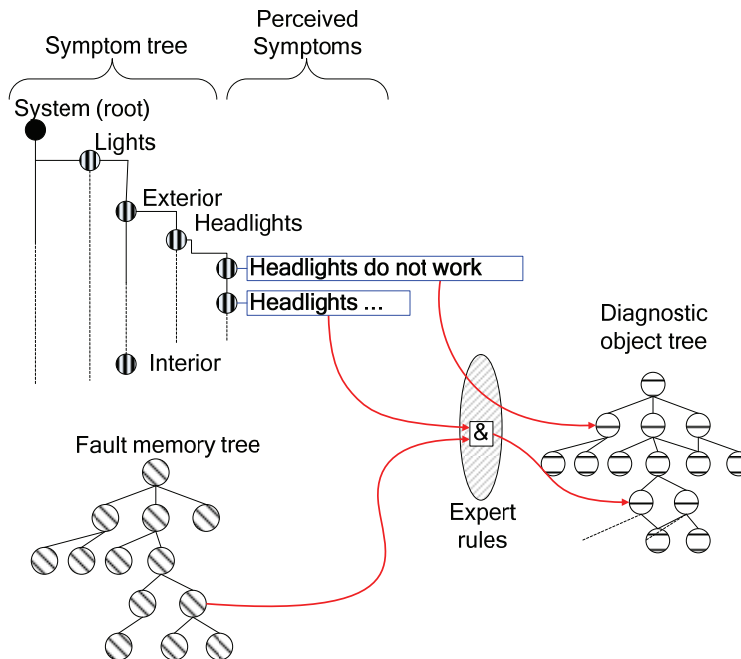 Symptom tree
Perceived
Symptoms
System (root)
Lights
Exterior
Headlights
Headlights do not work
Headlights ...
Interior
Diagnostic
object tree
Fault memory tree
&
Expert
rules